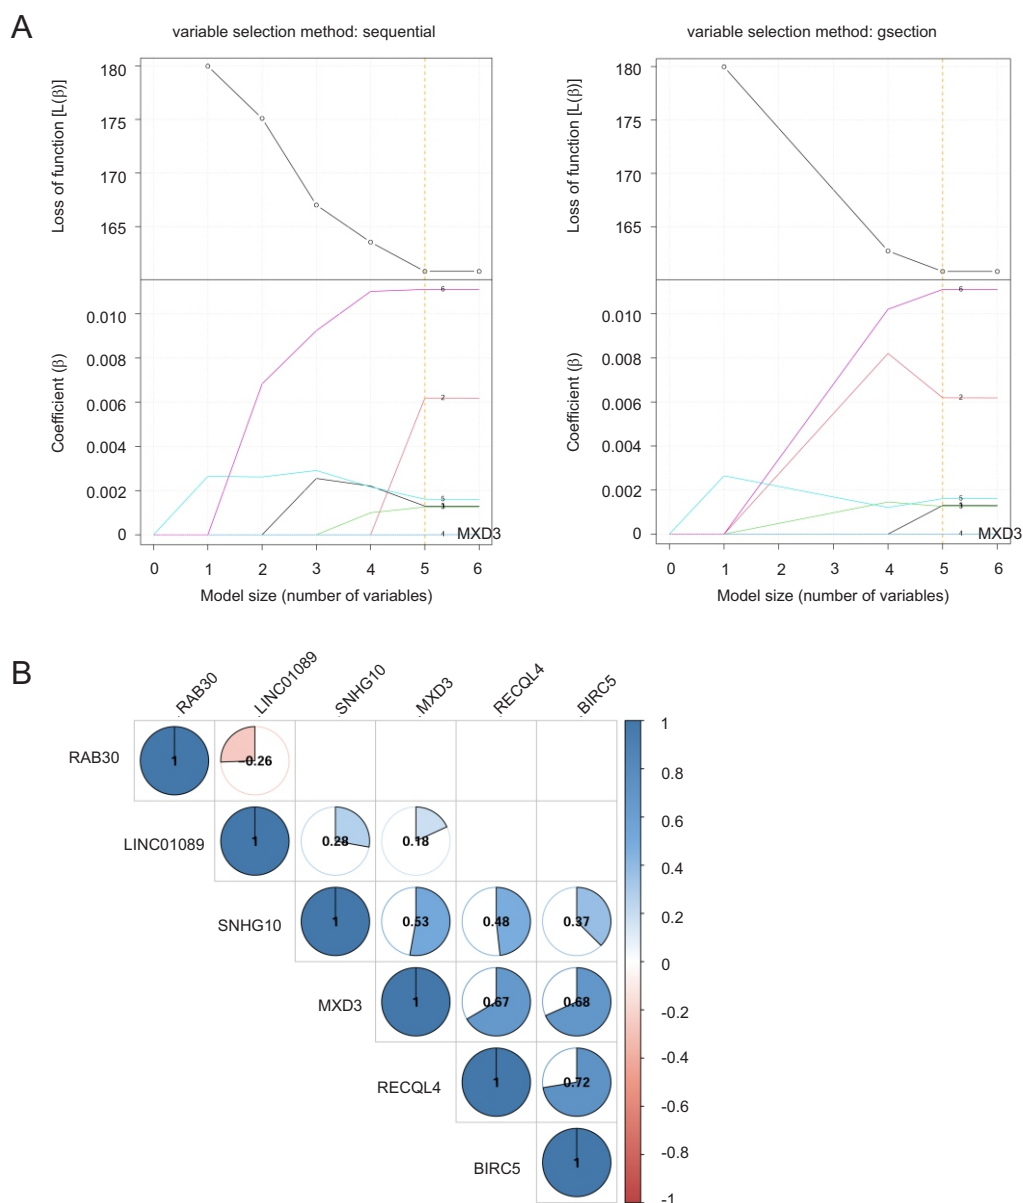 A
variable selection method: sequential
variable selection method: gsection
Loss of function [L(β)]
180
175
170
165
Coefficient (β)
0.010
0.008
0.006
0.004
0.002
0
6
2
5
4
MXD3
0 1 2 3 4 5 6
Model size (number of variables)
Loss of function [L(β)]
180
175
170
165
Coefficient (β)
0.010
0.008
0.006
0.004
0.002
0
6
2
5
4
MXD3
0 1 2 3 4 5 6
Model size (number of variables)
B
RAB30 LINC01089 SNHG10 MXD3 RECQL4 BIRC5
RAB30 1 -0.26
LINC01089 1 0.28 0.18
SNHG10 1 0.53 0.48 0.37
MXD3 1 0.67 0.68
RECQL4 1 0.72
BIRC5 1
1
0.8
0.6
0.4
0.2
0
-0.2
-0.4
-0.6
-0.8
-1